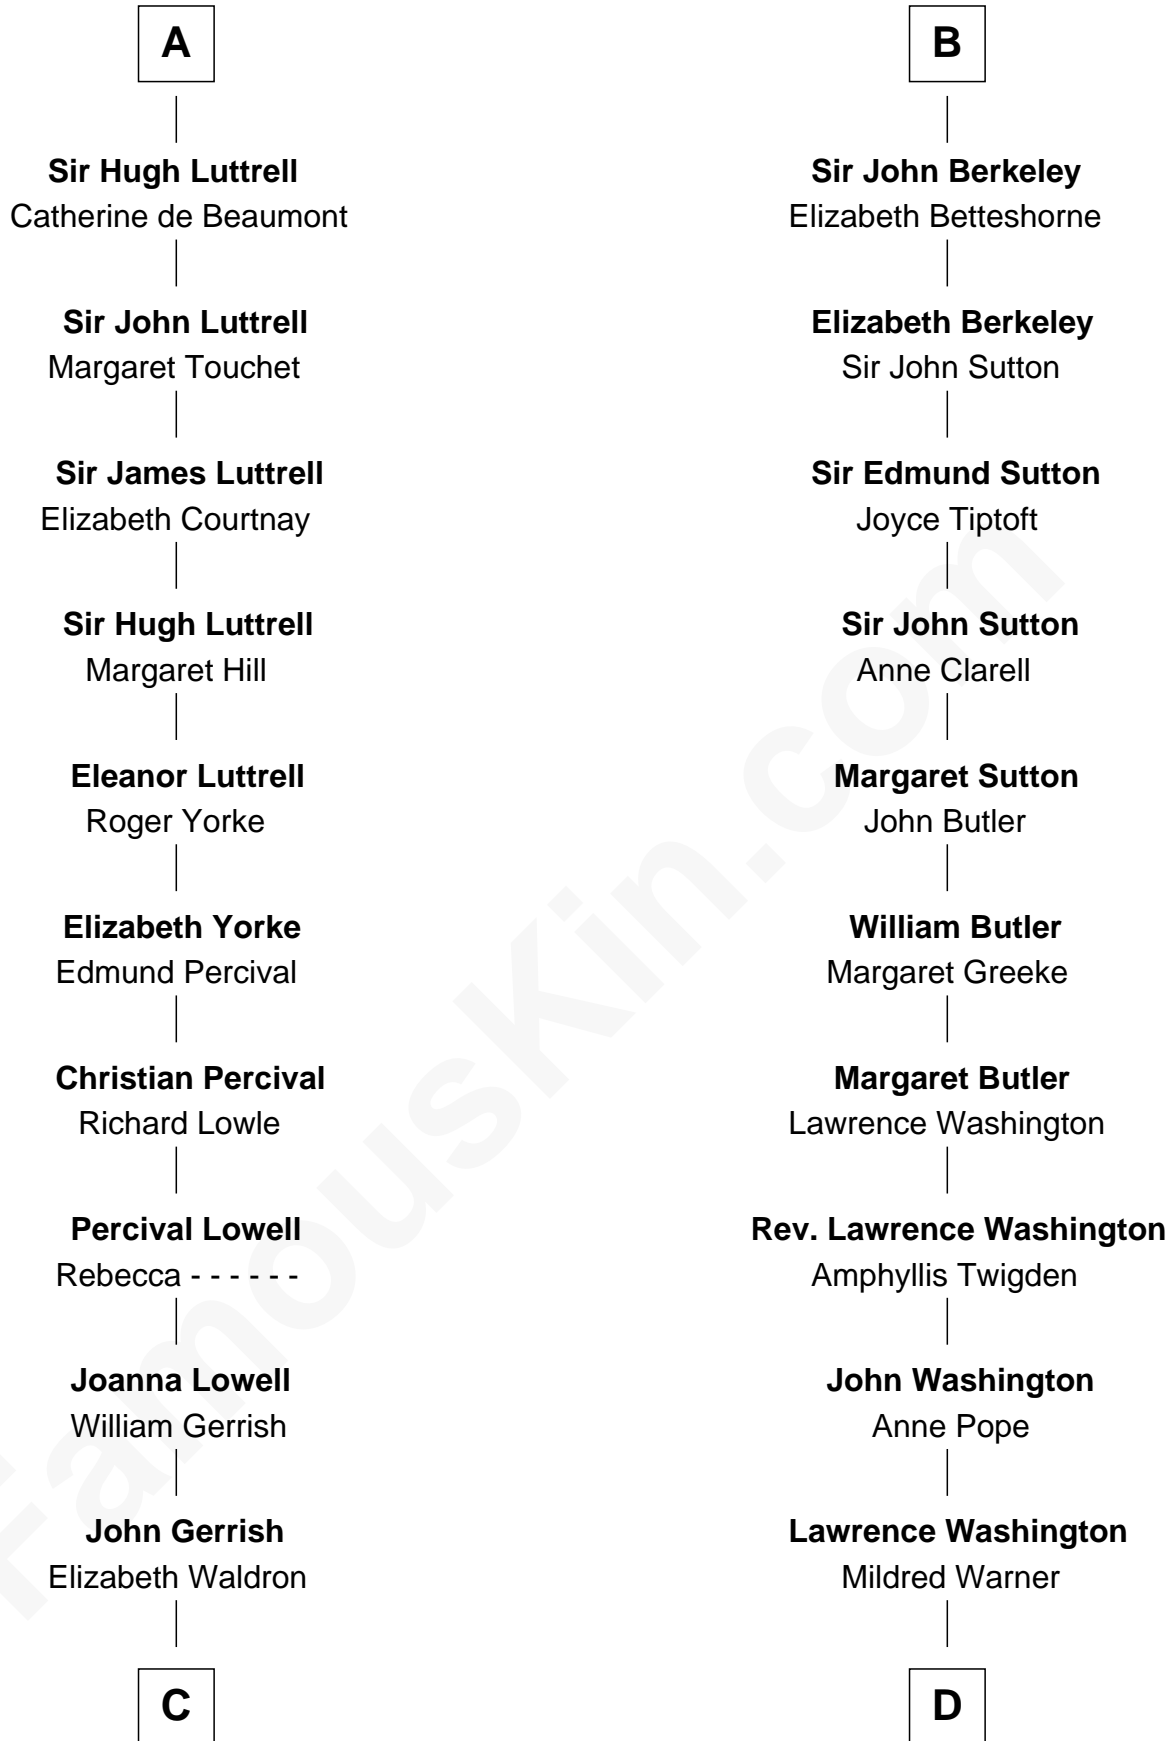 A
Sir Hugh Luttrell
Catherine de Beaumont
Sir John Luttrell
Margaret Touchet
Sir James Luttrell
Elizabeth Courtnay
Sir Hugh Luttrell
Margaret Hill
Eleanor Luttrell
Roger Yorke
Elizabeth Yorke
Edmund Percival
Christian Percival
Richard Lowle
Percival Lowell
Rebecca - - - - - -
Joanna Lowell
William Gerrish
John Gerrish
Elizabeth Waldron
C
B
Sir John Berkeley
Elizabeth Betteshorne
Elizabeth Berkeley
Sir John Sutton
Sir Edmund Sutton
Joyce Tiptoft
Sir John Sutton
Anne Clarell
Margaret Sutton
John Butler
William Butler
Margaret Greeke
Margaret Butler
Lawrence Washington
Rev. Lawrence Washington
Amphyllis Twigden
John Washington
Anne Pope
Lawrence Washington
Mildred Warner
D
FamousKin.com